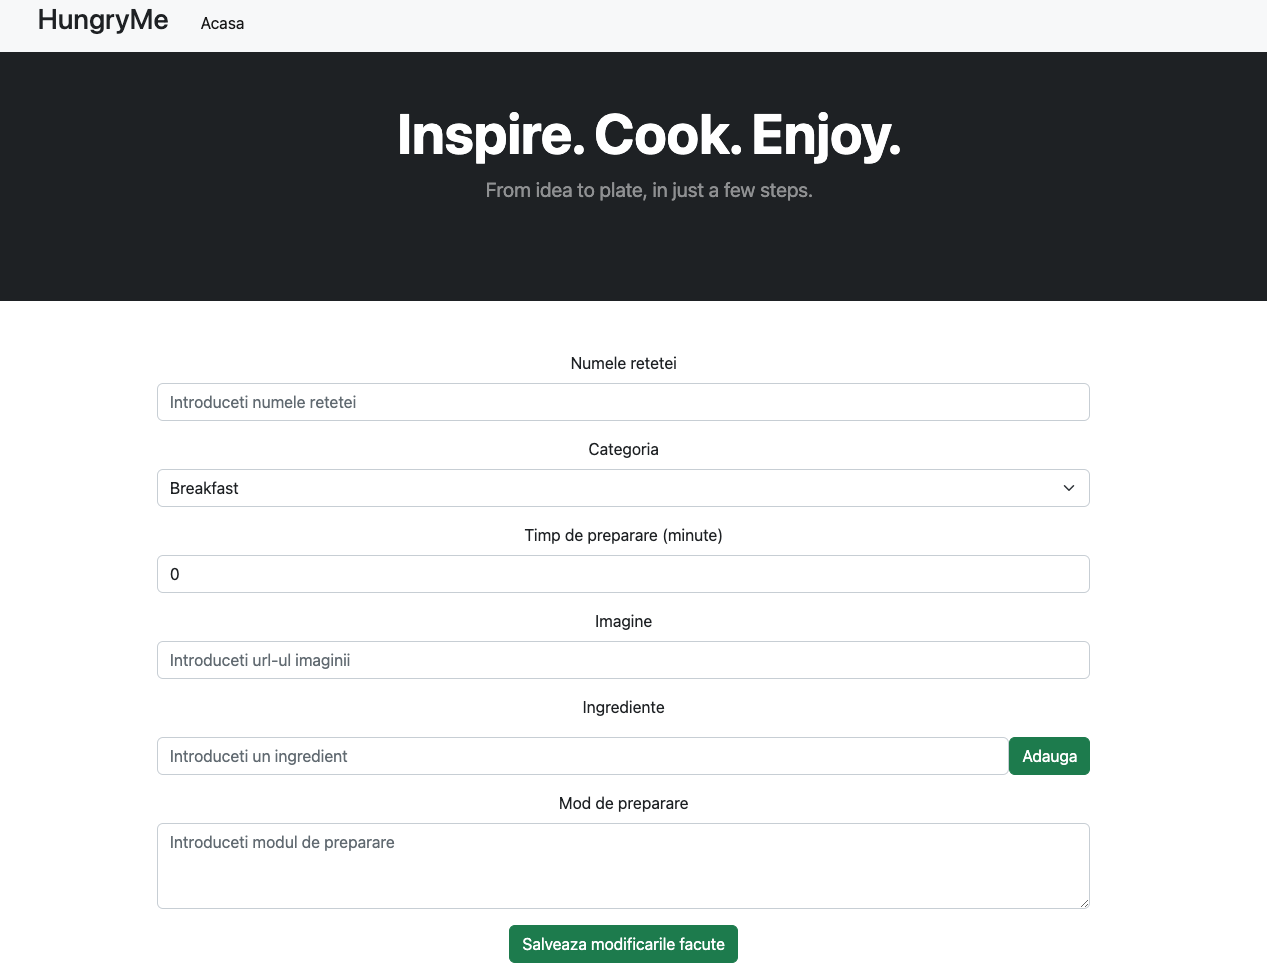 HungryMe Acasa
Inspire. Cook. Enjoy.
From idea to plate, in just a few steps.
Numele retetei
Introduceti numele retetei
Categoria
Breakfast
Timp de preparare (minute)
0
Imagine
Introduceti url-ul imaginii
Ingrediente
Introduceti un ingredient Adauga
Mod de preparare
Introduceti modul de preparare
Salveaza modificarile facute